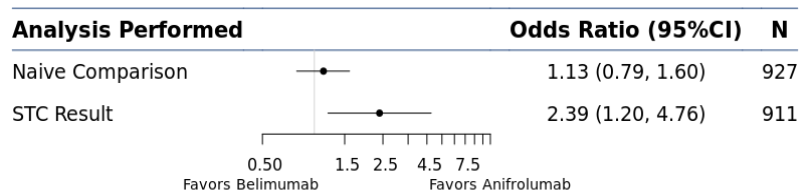 Analysis Performed Odds Ratio (95%CI) N
Naive Comparison 1.13 (0.79, 1.60) 927
STC Result 2.39 (1.20, 4.76) 911
0.50 1.5 2.5 4.5 7.5
Favors Belimumab Favors Anifrolumab